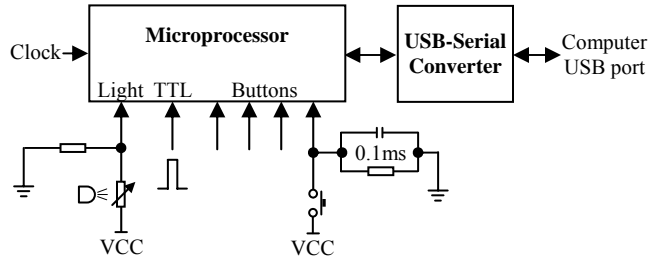 Microprocessor
USB-Serial
Converter
Clock
Computer
USB port
Light TTL Buttons
0.1ms
VCC
VCC